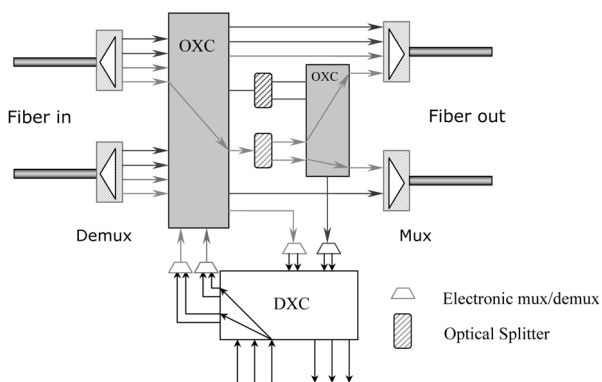 OXC
OXC
Fiber in
Fiber out
Demux
Mux
DXC
Electronic mux/demux
Optical Splitter